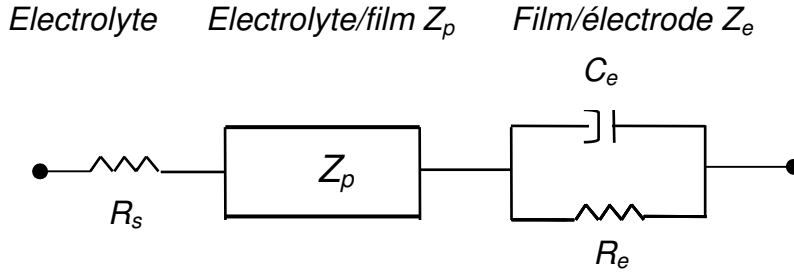 Electrolyte Electrolyte/film Zp Film/électrode Ze
Ce
Zp
Rs
Re